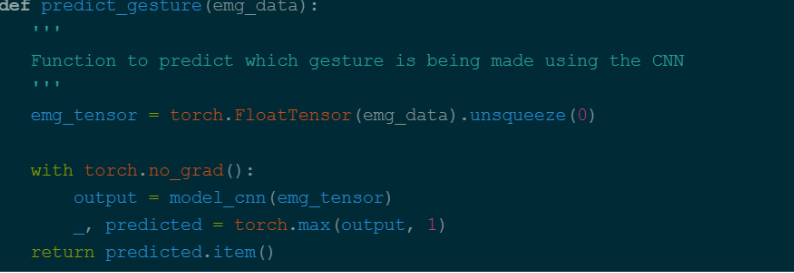 def predict_gesture(emg_data):
'''
Function to predict which gesture is being made using the CNN
'''
emg_tensor = torch.FloatTensor(emg_data).unsqueeze(0)
with torch.no_grad():
output = model_cnn(emg_tensor)
_, predicted = torch.max(output, 1)
return predicted.item()